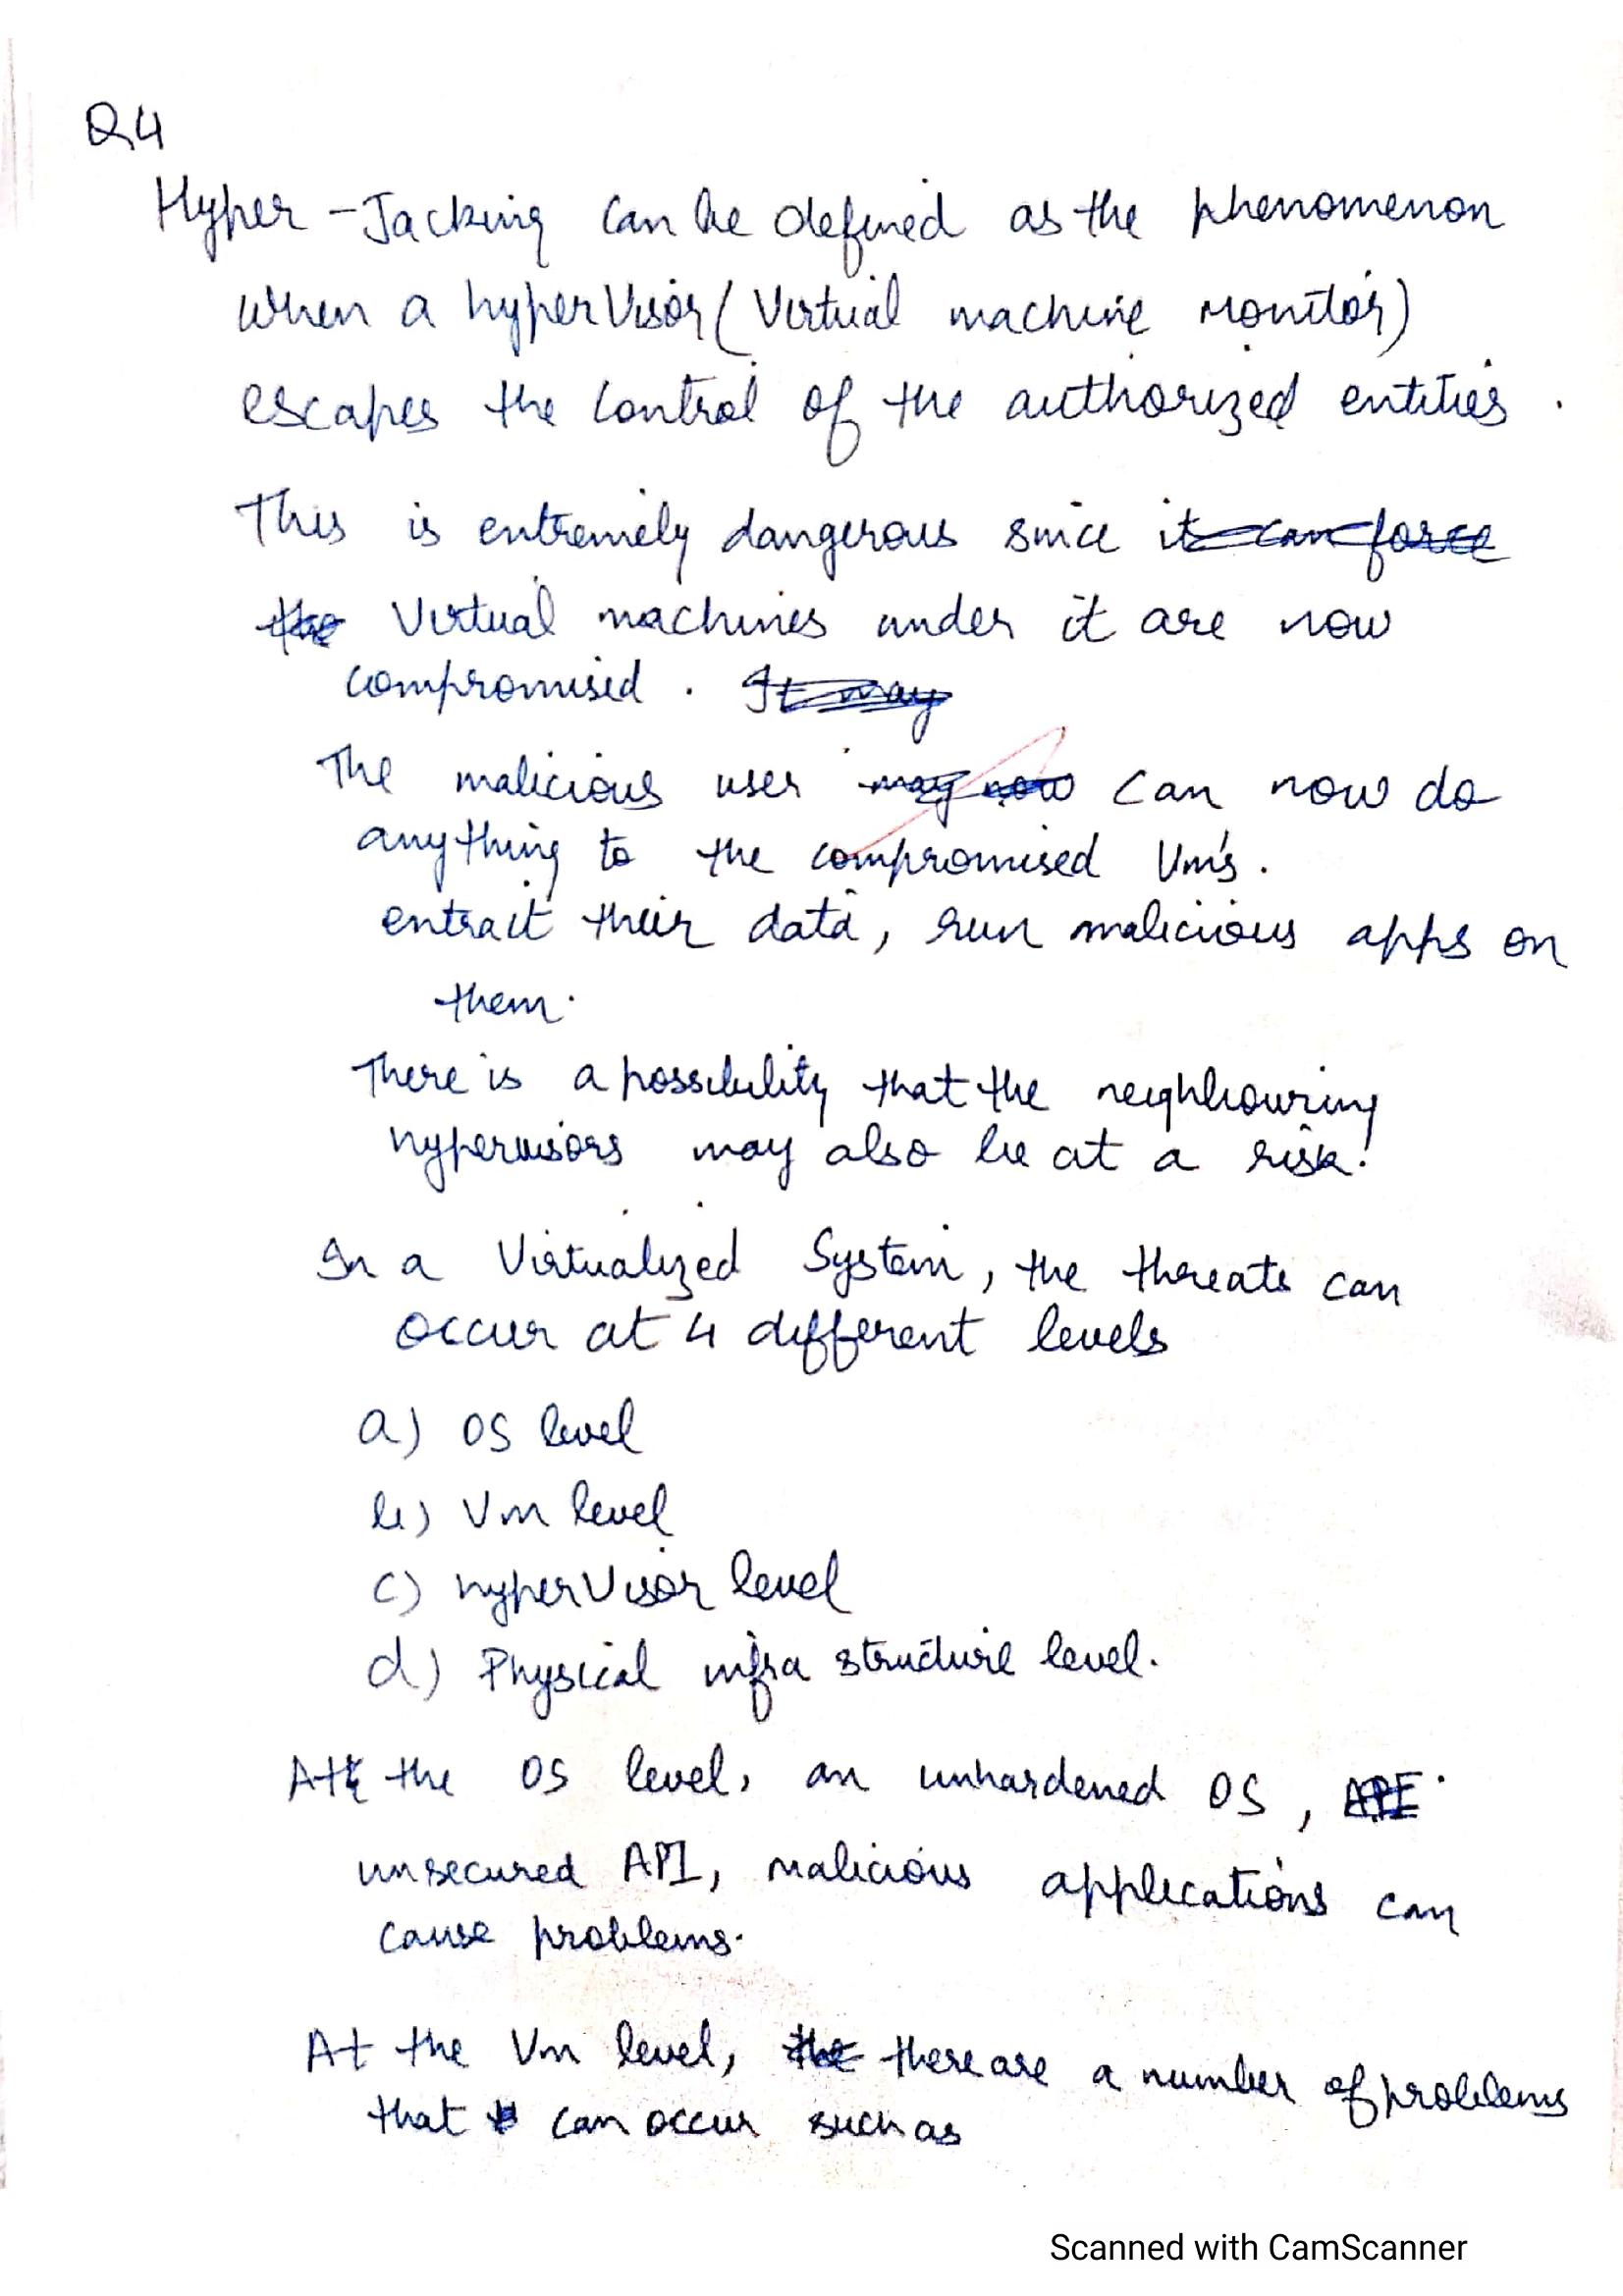 Q4
Hyper-Jacking can be defined as the phenomenon
when a hyperVisor (Virtual machine Monitor)
escapes the control of the authorized entities.
This is extremely dangerous since it can force
the Virtual machines under it are now
compromised. It may
The malicious user may now can now do
anything to the compromised Vm's.
extract their data, run malicious apps on
them.
There is a possibility that the neighbouring
hypervisors may also be at a risk.
In a Virtualized System, the threats can
occur at 4 different levels
a) OS level
b) Vm level
c) hyperVisor level
d) Physical infra structure level.
At the OS level, an unhardened OS, API
unsecured API, malicious applications can
cause problems.
At the Vm level, the there are a number of problems
that can occur such as
Scanned with CamScanner